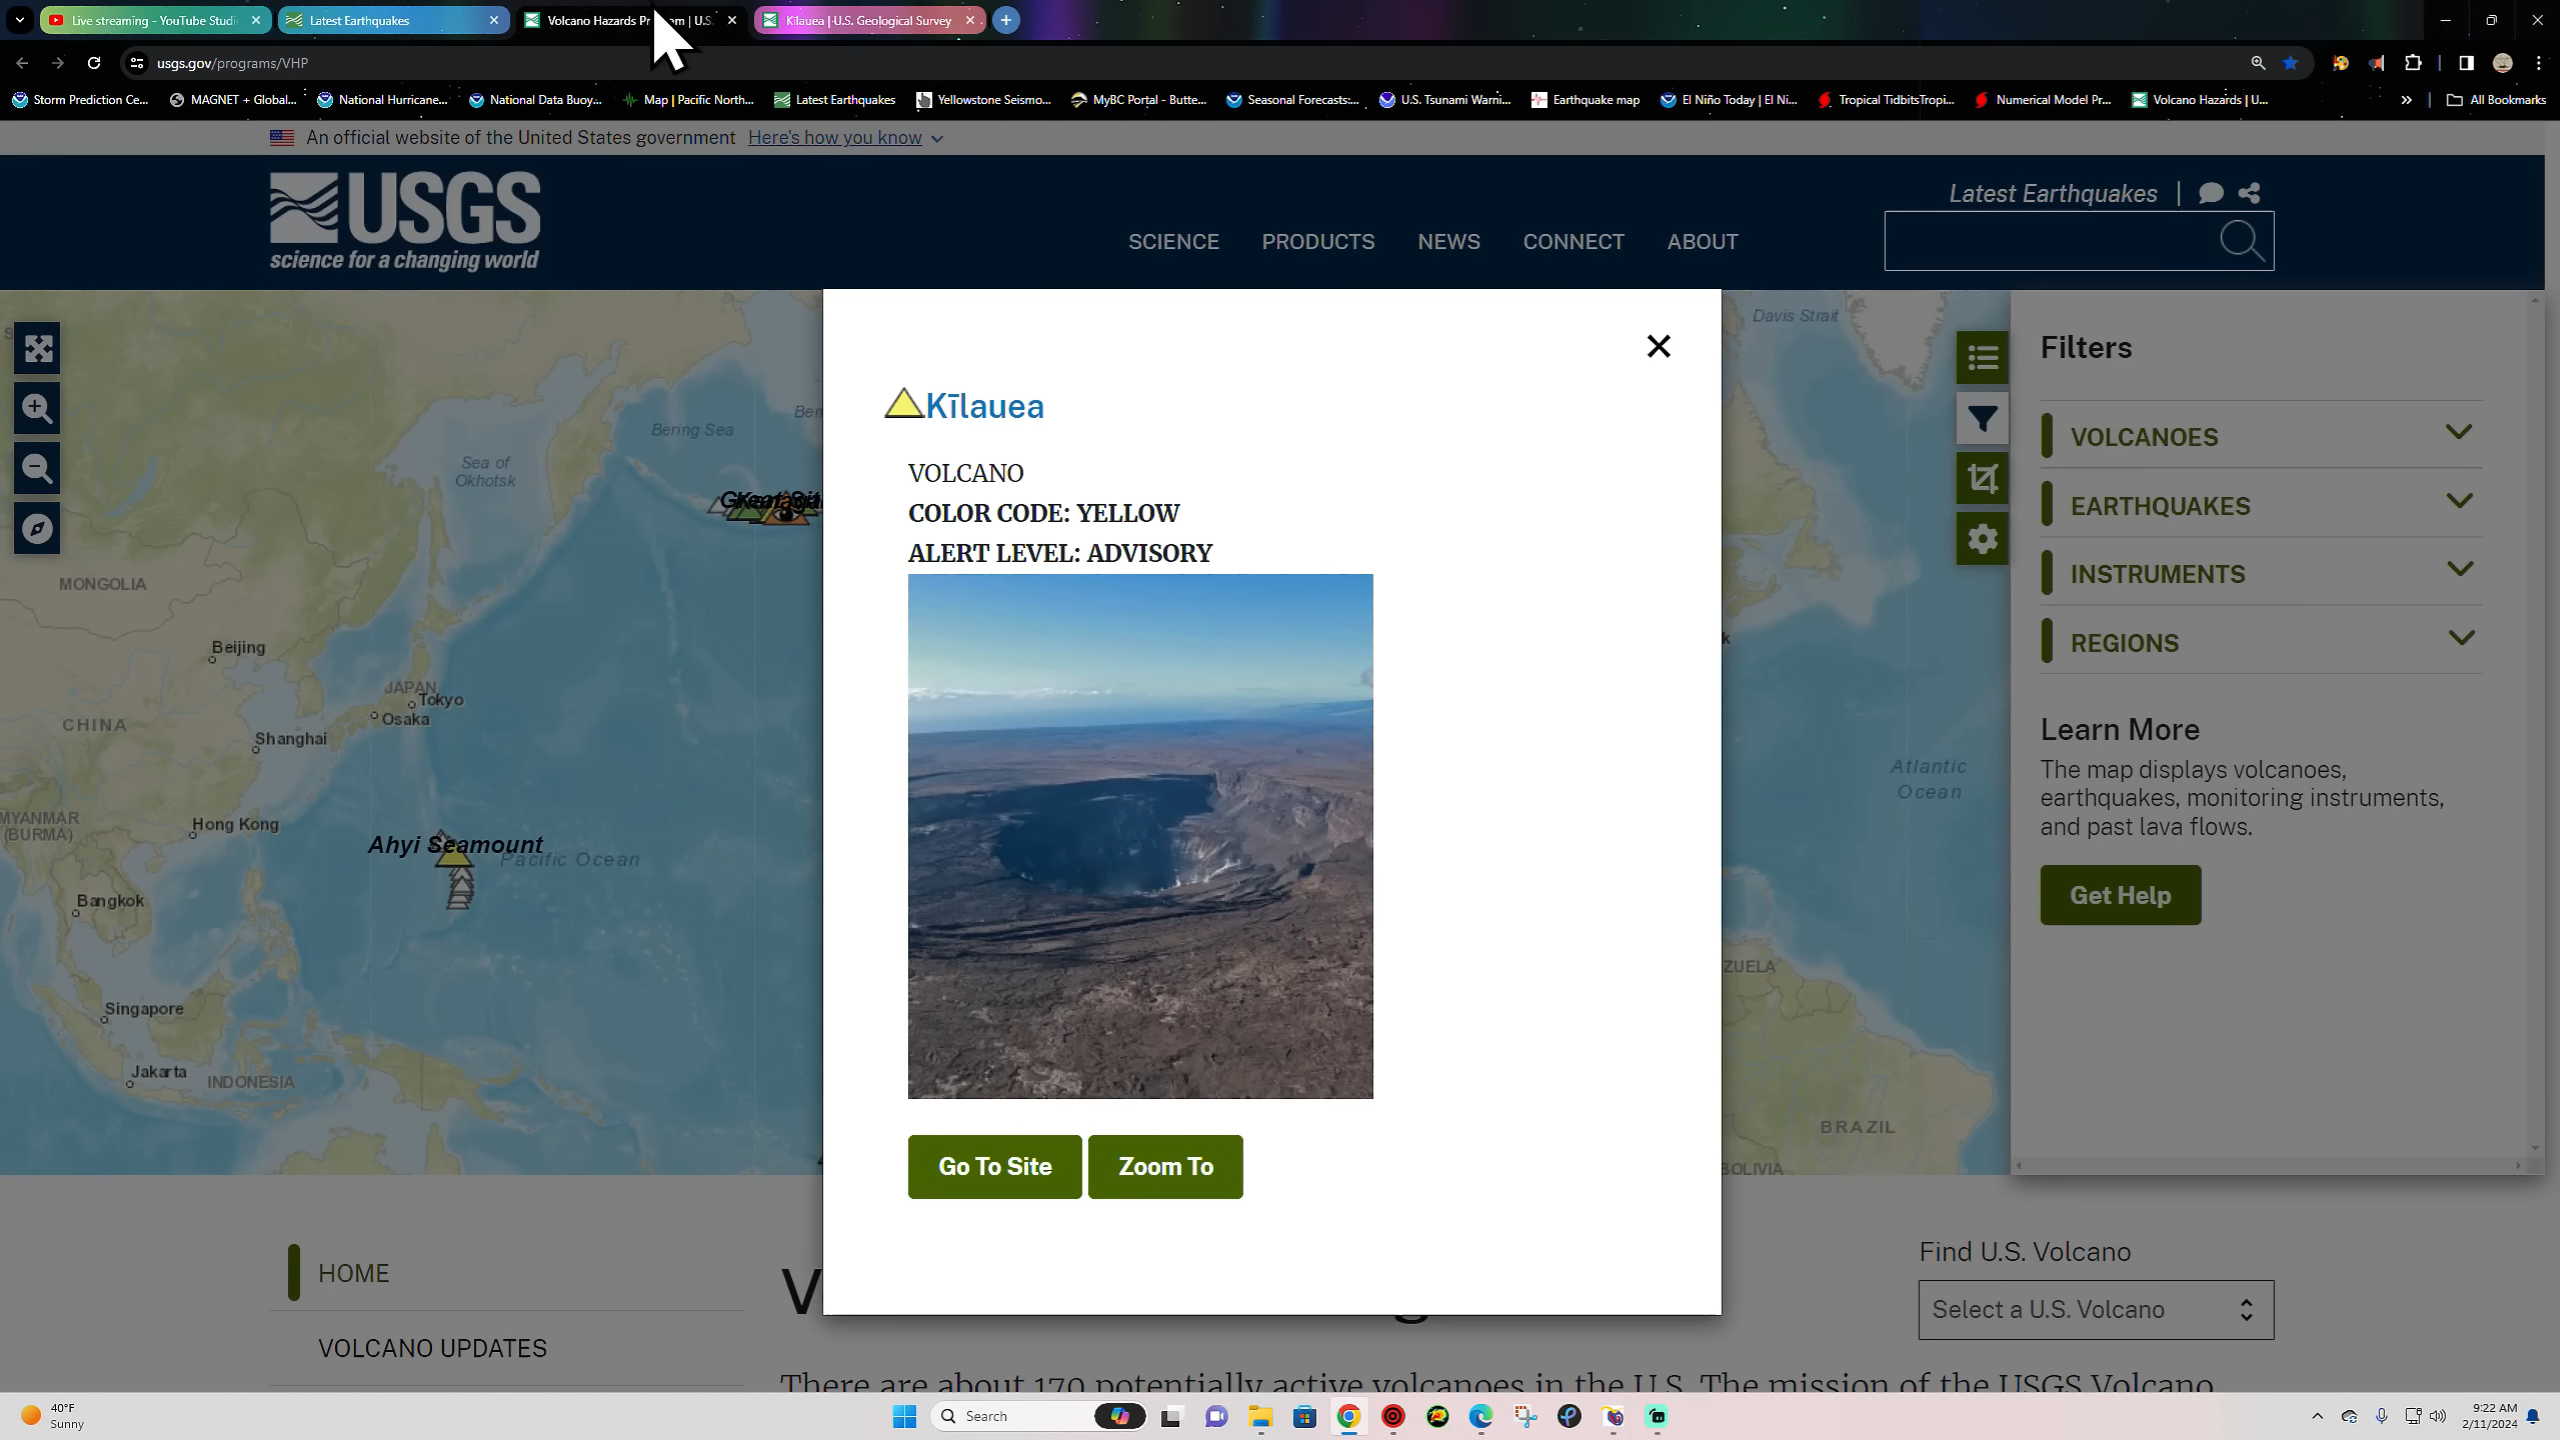 Live streaming - YouTube Studi
Latest Earthquakes
Volcano Hazards Pr
m | U.S.
Kīlauea | U.S. Geological Survey
usgs.gov/programs/VHP
Storm Prediction Ce...
MAGNET + Global...
National Hurricane...
National Data Buoy...
Map | Pacific North...
Latest Earthquakes
Yellowstone Seismo...
MyBC Portal - Butte...
Seasonal Forecasts:...
U.S. Tsunami Warni...
Earthquake map
El Niño Today | El Ni...
Tropical TidbitsTropi...
Numerical Model Pr...
Volcano Hazards | U...
»
All Bookmarks
An official website of the United States government Here's how you know
USGS
science for a changing world
Latest Earthquakes |
SCIENCE PRODUCTS NEWS CONNECT ABOUT
Davis Strait
Bering Sea
Sea of
Okhotsk
MONGOLIA
Beijing
JAPAN
Tokyo
Osaka
CHINA
Shanghai
MYANMAR
(BURMA)
Hong Kong
Ahyi Seamount
Pacific Ocean
Bangkok
Singapore
Jakarta
INDONESIA
Kīlauea
VOLCANO
COLOR CODE: YELLOW
ALERT LEVEL: ADVISORY
Go To Site
Zoom To
Atlantic
Ocean
ZUELA
BRAZIL
BOLIVIA
Filters
VOLCANOES
EARTHQUAKES
INSTRUMENTS
REGIONS
Learn More
The map displays volcanoes,
earthquakes, monitoring instruments,
and past lava flows.
Get Help
HOME
VOLCANO UPDATES
Find U.S. Volcano
Select a U.S. Volcano
There are about 170 potentially active volcanoes in the U.S. The mission of the USGS Volcano
40°F
Sunny
Search
9:22 AM
2/11/2024